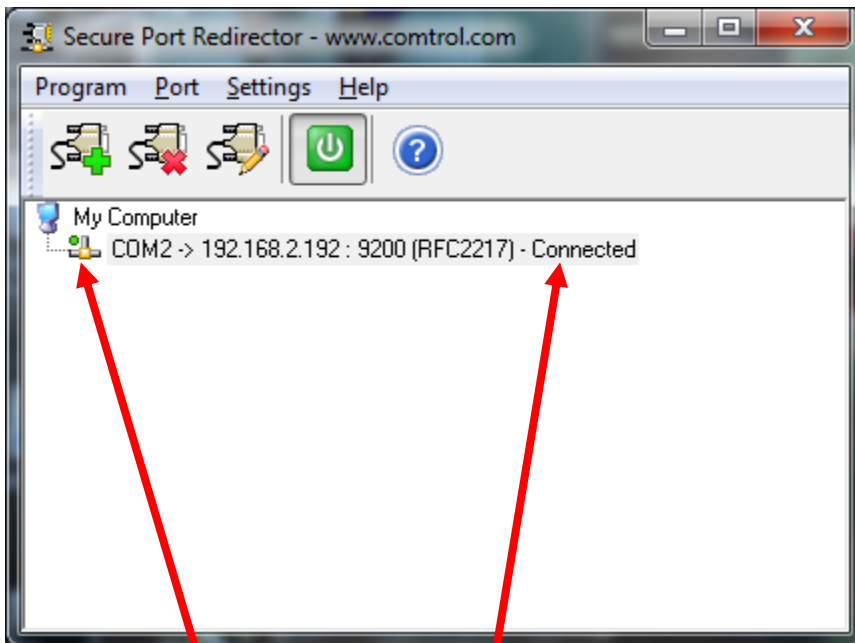 Secure Port Redirector - www.comtrol.com
Program Port Settings Help
My Computer
COM2 -> 192.168.2.192 : 9200 (RFC2217) - Connected